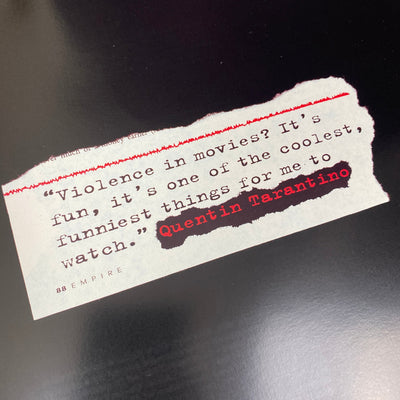 “Violence in movies? It's
fun, it's one of the coolest,
funniest things for me to
watch.” Quentin Tarantino
88 EMPIRE